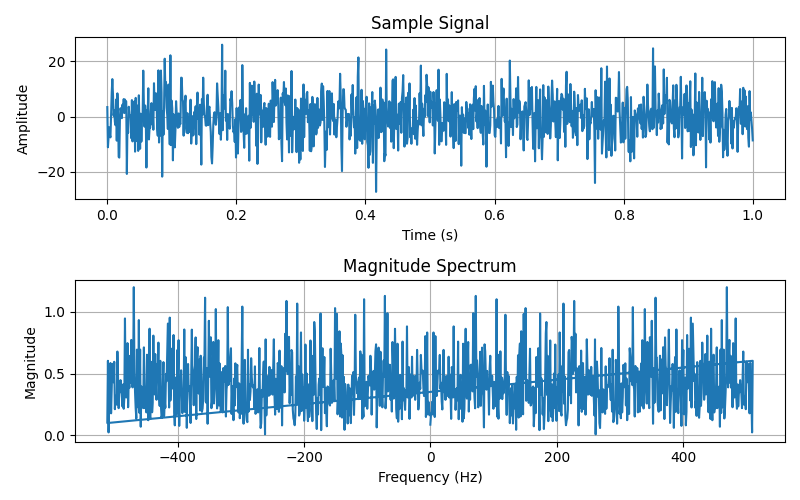 Sample Signal
20
0
−20
Amplitude
0.0 0.2 0.4 0.6 0.8 1.0
Time (s)
Magnitude Spectrum
1.0
0.5
0.0
Magnitude
−400 −200 0 200 400
Frequency (Hz)